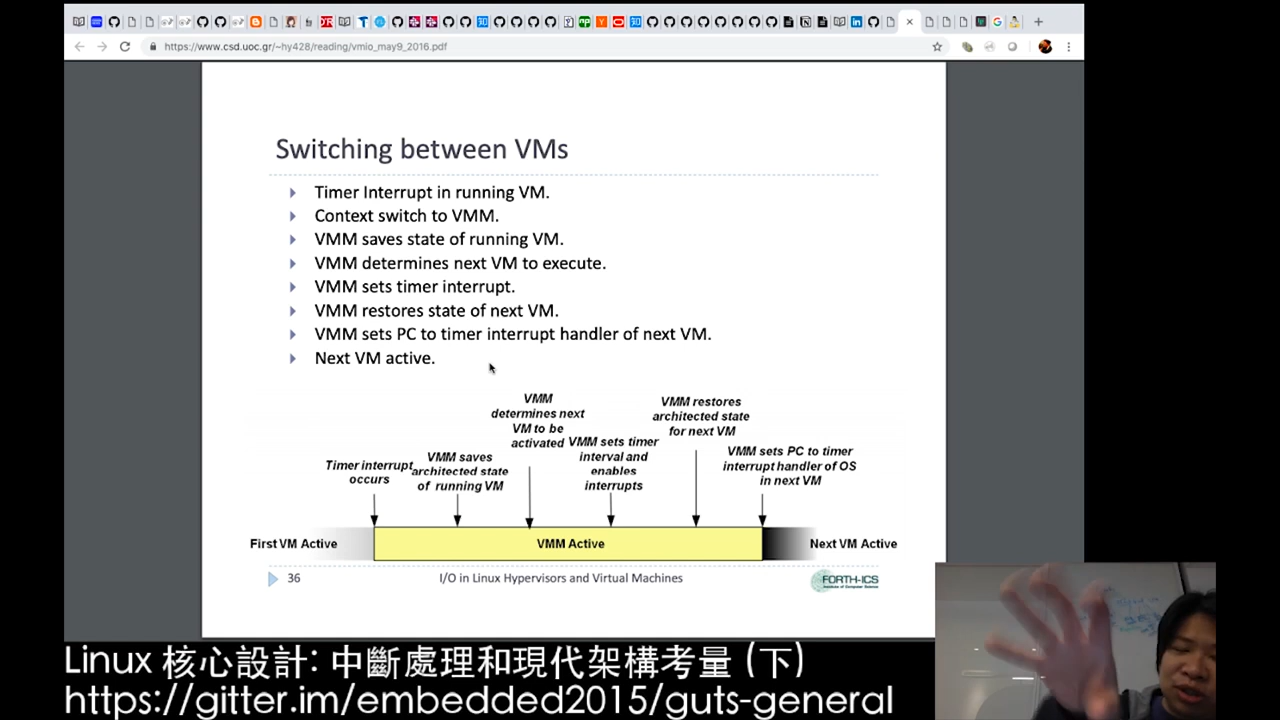 https://www.csd.uoc.gr/~hy428/reading/vmio_may9_2016.pdf
Switching between VMs
Timer Interrupt in running VM.
Context switch to VMM.
VMM saves state of running VM.
VMM determines next VM to execute.
VMM sets timer interrupt.
VMM restores state of next VM.
VMM sets PC to timer interrupt handler of next VM.
Next VM active.
Timer interrupt
occurs
VMM saves
architected state
of running VM
VMM
determines next
VM to be
activated
VMM sets timer
interval and
enables
interrupts
VMM restores
architected state
for next VM
VMM sets PC to timer
interrupt handler of OS
in next VM
First VM Active
VMM Active
Next VM Active
36
I/O in Linux Hypervisors and Virtual Machines
FORTH-ICS
Linux 核心設計: 中斷處理和現代架構考量 (下)
https://gitter.im/embedded2015/guts-general